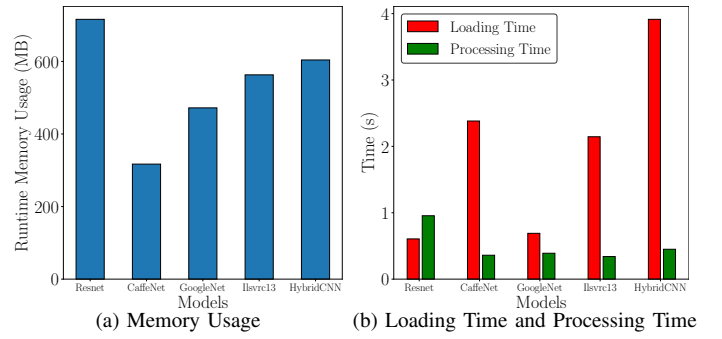 Runtime Memory Usage (MB)
600
400
200
0
Resnet CaffeNet GoogleNet Ilsvrc13 HybridCNN
Models
(a) Memory Usage
Loading Time
Processing Time
Time (s)
4
3
2
1
0
Resnet CaffeNet GoogleNet Ilsvrc13 HybridCNN
Models
(b) Loading Time and Processing Time